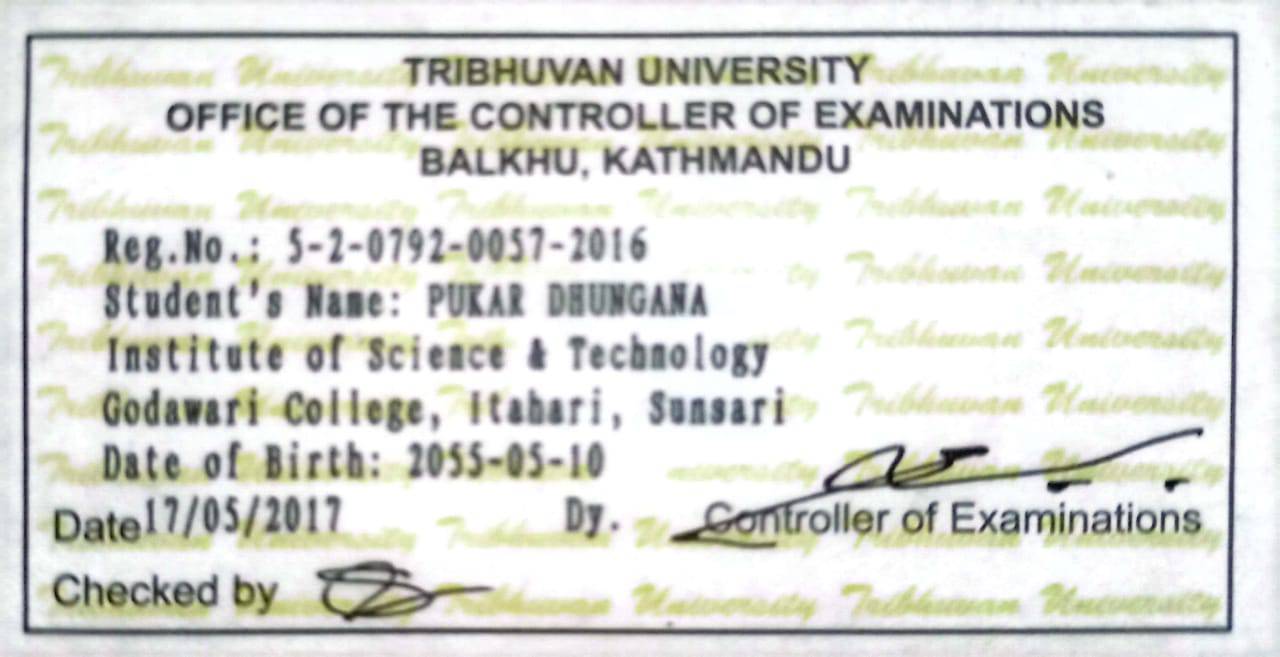 TRIBHUVAN UNIVERSITY
OFFICE OF THE CONTROLLER OF EXAMINATIONS
BALKHU, KATHMANDU
Reg.No.: 5-2-0792-0057-2016
Student's Name: PUKAR DHUNGANA
Institute of Science & Technology
Godawari College, Itahari, Sunsari
Date of Birth: 2055-05-10
Date 17/05/2017 Dy. Controller of Examinations
Checked by